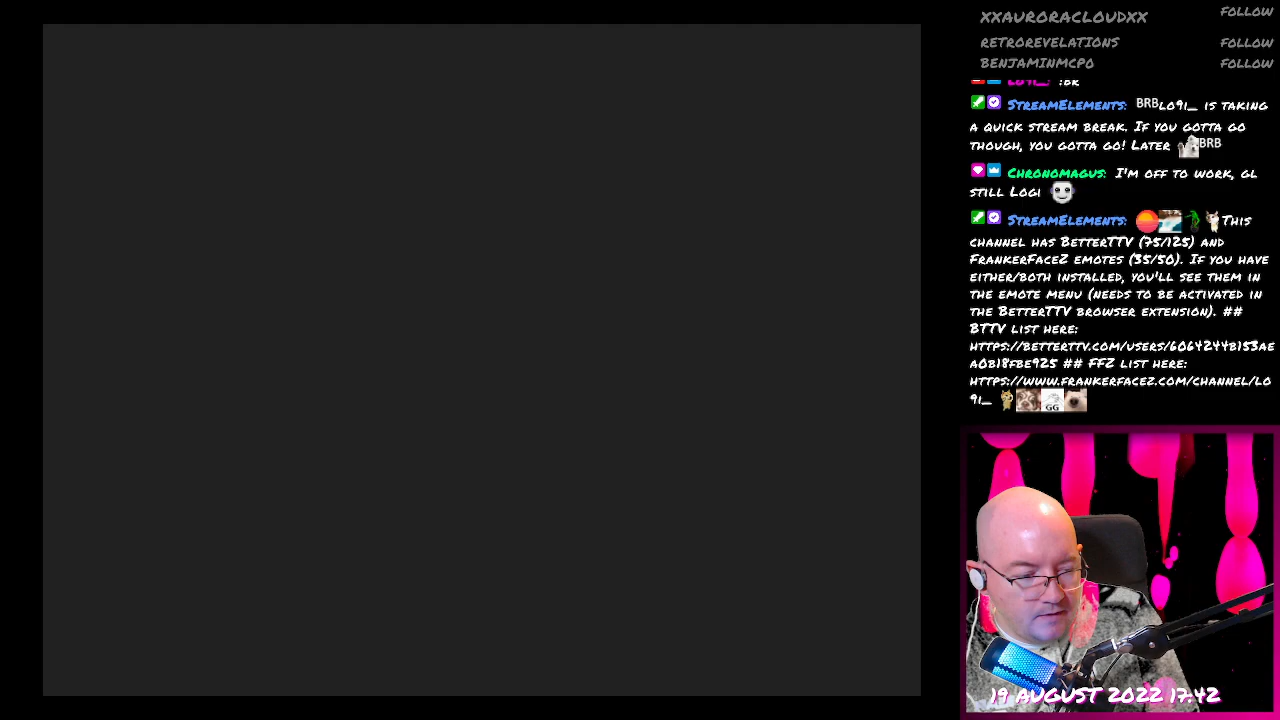 XXAURORACLOUDXX FOLLOW
RETROREVELATIONS FOLLOW
BENJAMINMCPO FOLLOW
LO9I_: :BK
STREAMELEMENTS: BRB LO9I_ IS TAKING
A QUICK STREAM BREAK. IF YOU GOTTA GO
THOUGH, YOU GOTTA GO! LATER BRB
CHRONOMAGUS: I'M OFF TO WORK, GL
STILL LOGI
STREAMELEMENTS: THIS
CHANNEL HAS BETTERTTV (75/125) AND
FRANKERFACEZ EMOTES (35/50). IF YOU HAVE
EITHER/BOTH INSTALLED, YOU'LL SEE THEM IN
THE EMOTE MENU (NEEDS TO BE ACTIVATED IN
THE BETTERTTV BROWSER EXTENSION). ##
BTTV LIST HERE:
HTTPS://BETTERTTV.COM/USERS/6064244B153AE
A0B18FBE925 ## FFZ LIST HERE:
HTTPS://WWW.FRANKERFACEZ.COM/CHANNEL/LO
9I_ GG
19 AUGUST 2022 17:42